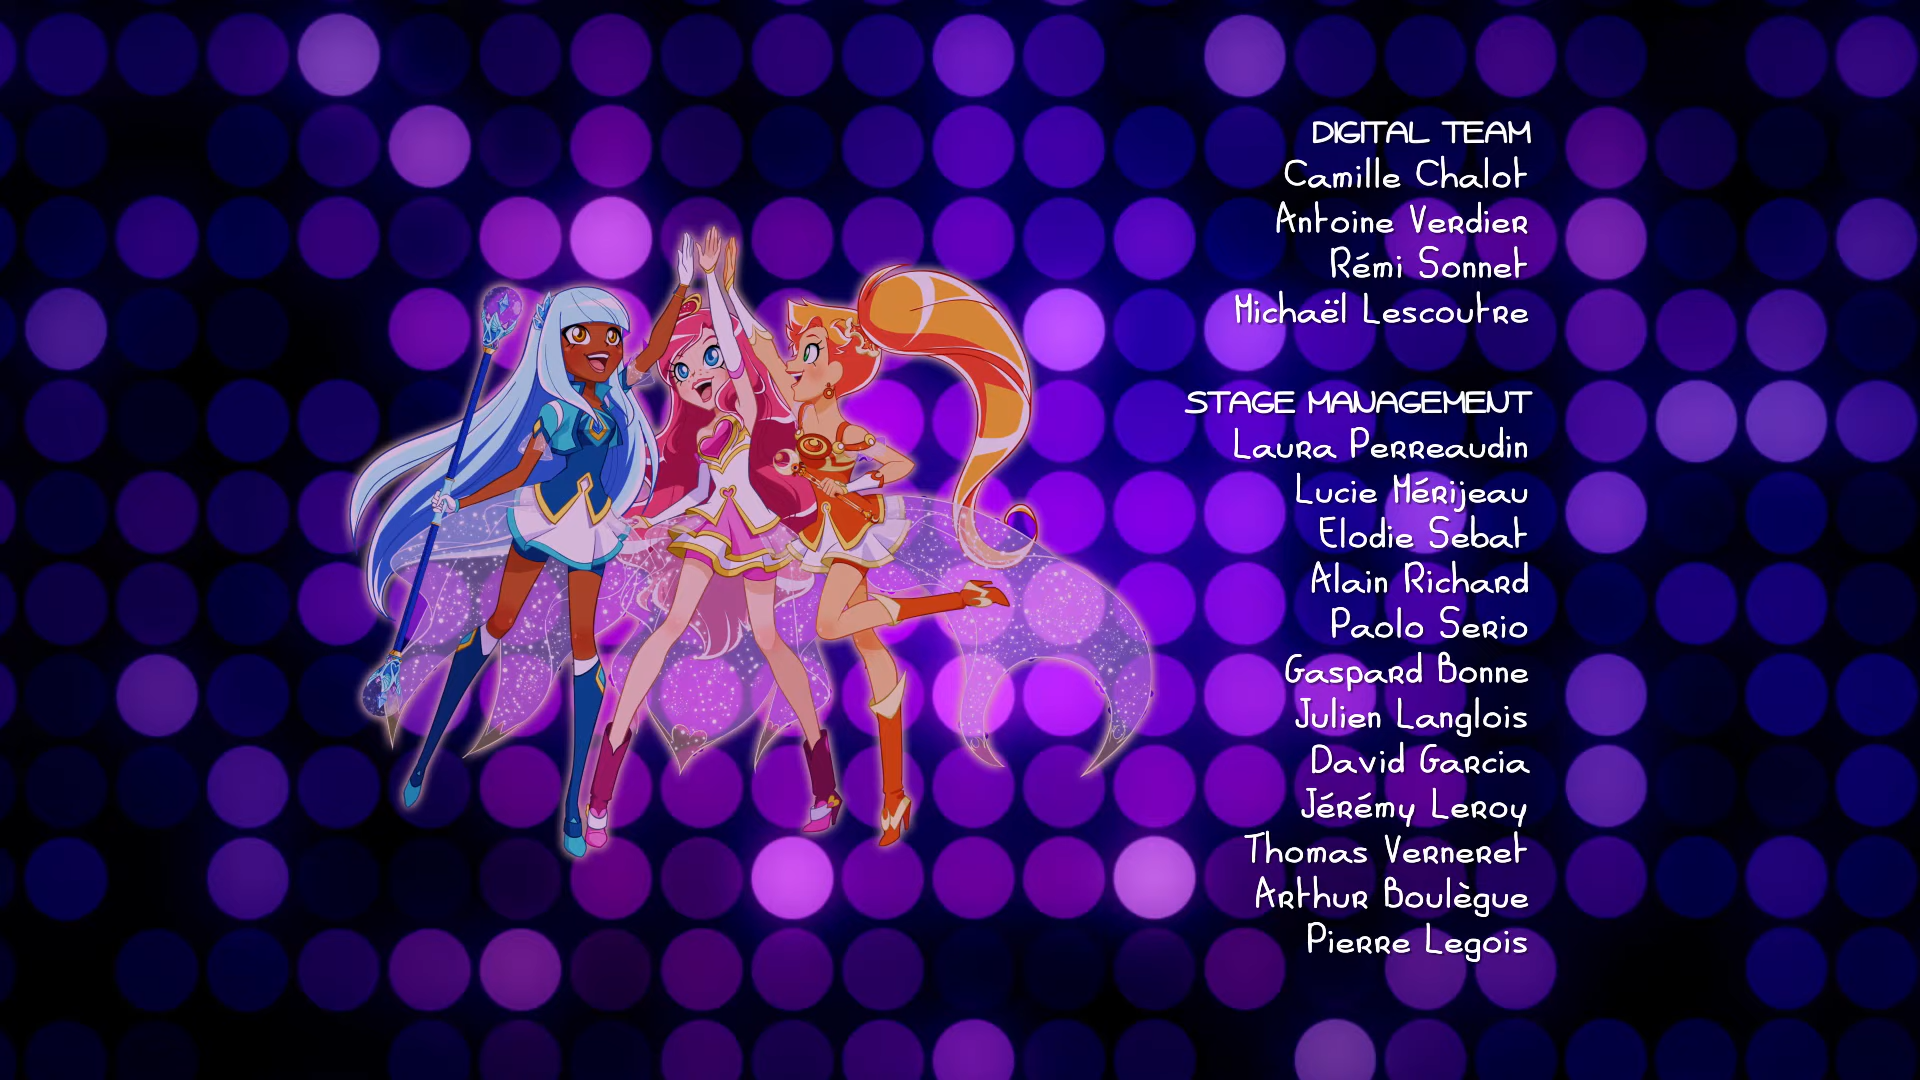 DIGITAL TEAM
Camille Chalot
Antoine Verdier
Rémi Sonnet
Michaël Lescoutre
STAGE MANAGEMENT
Laura Perreaudin
Lucie Mérijeau
Elodie Sebat
Alain Richard
Paolo Serio
Gaspard Bonne
Julien Langlois
David Garcia
Jérémy Leroy
Thomas Verneret
Arthur Boulègue
Pierre Legois